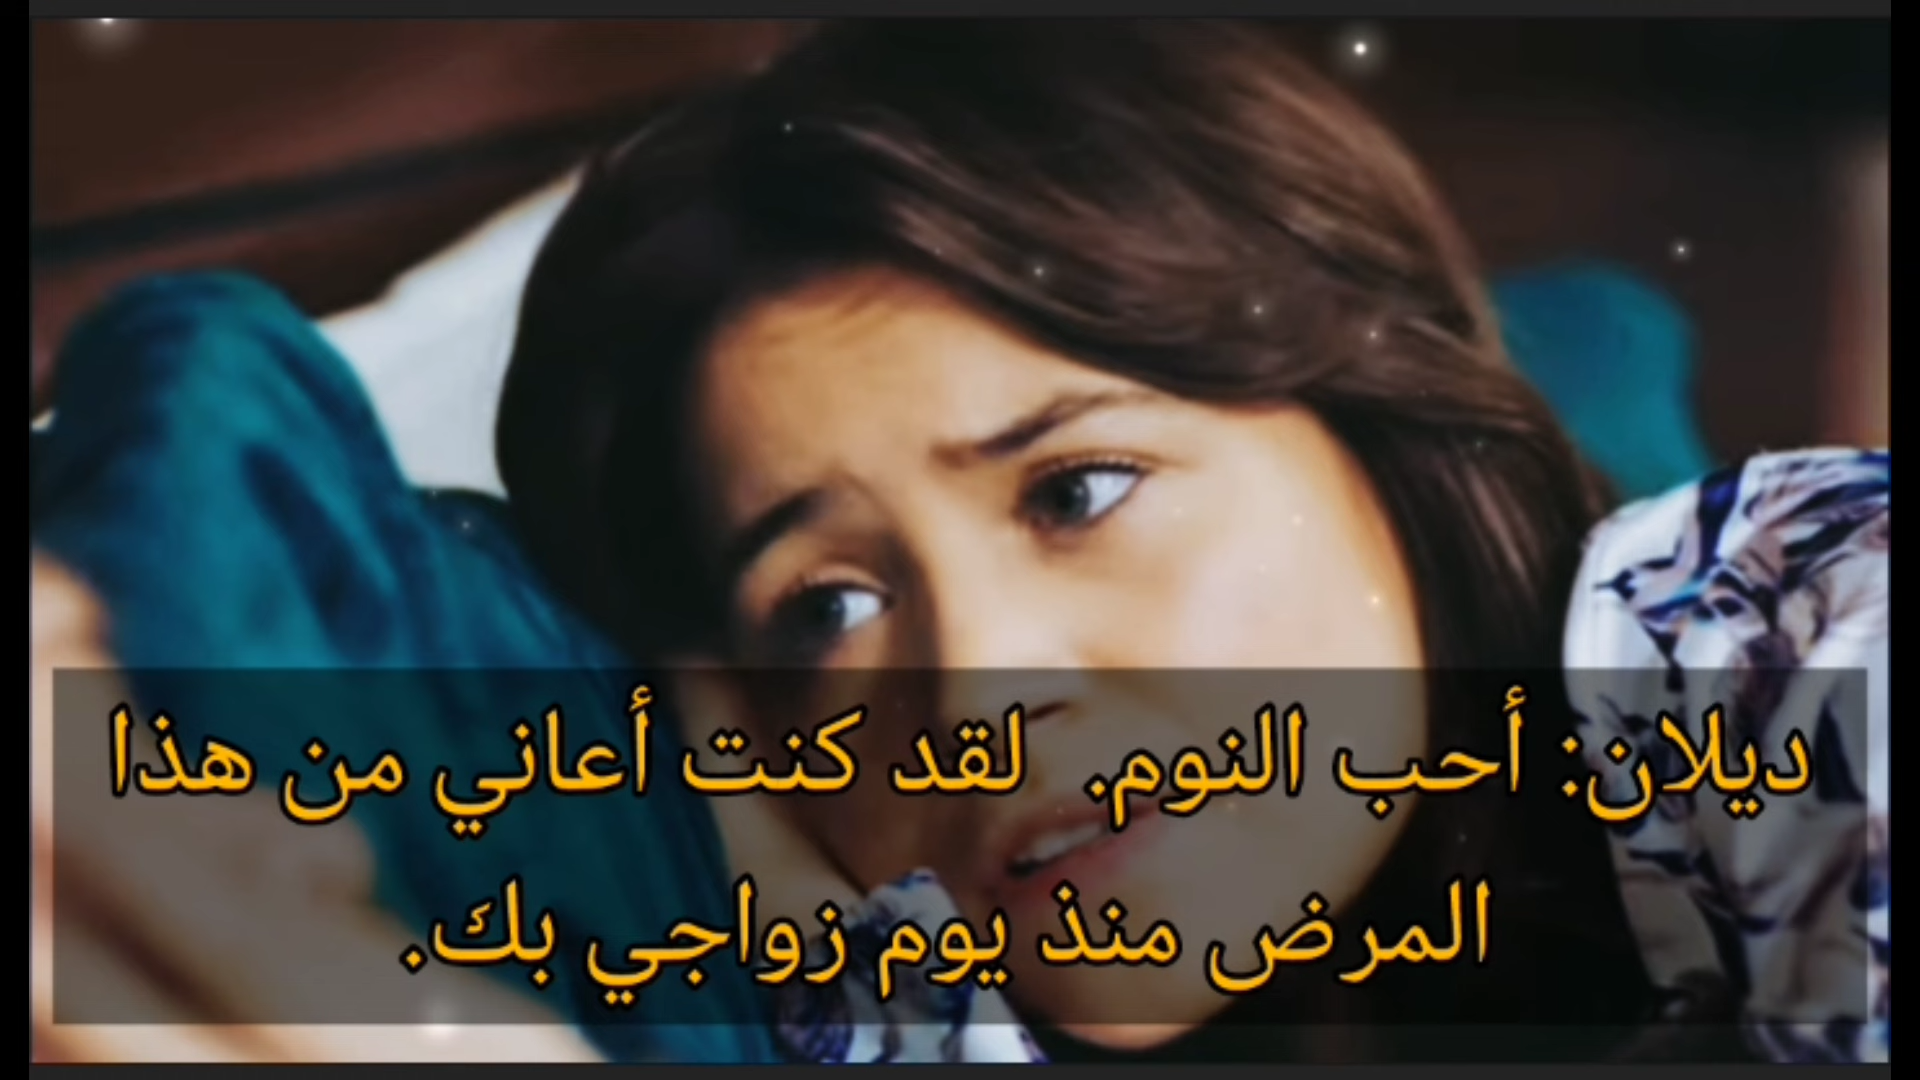 ديلان: أحب النوم. لقد كنت أعاني من هذا
المرض منذ يوم زواجي بك.